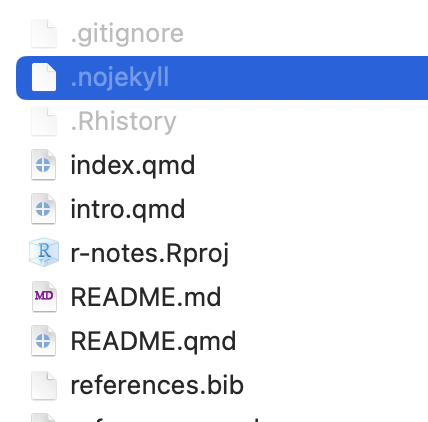 .gitignore
.nojekyll
.Rhistory
index.qmd
intro.qmd
r-notes.Rproj
README.md
README.qmd
references.bib